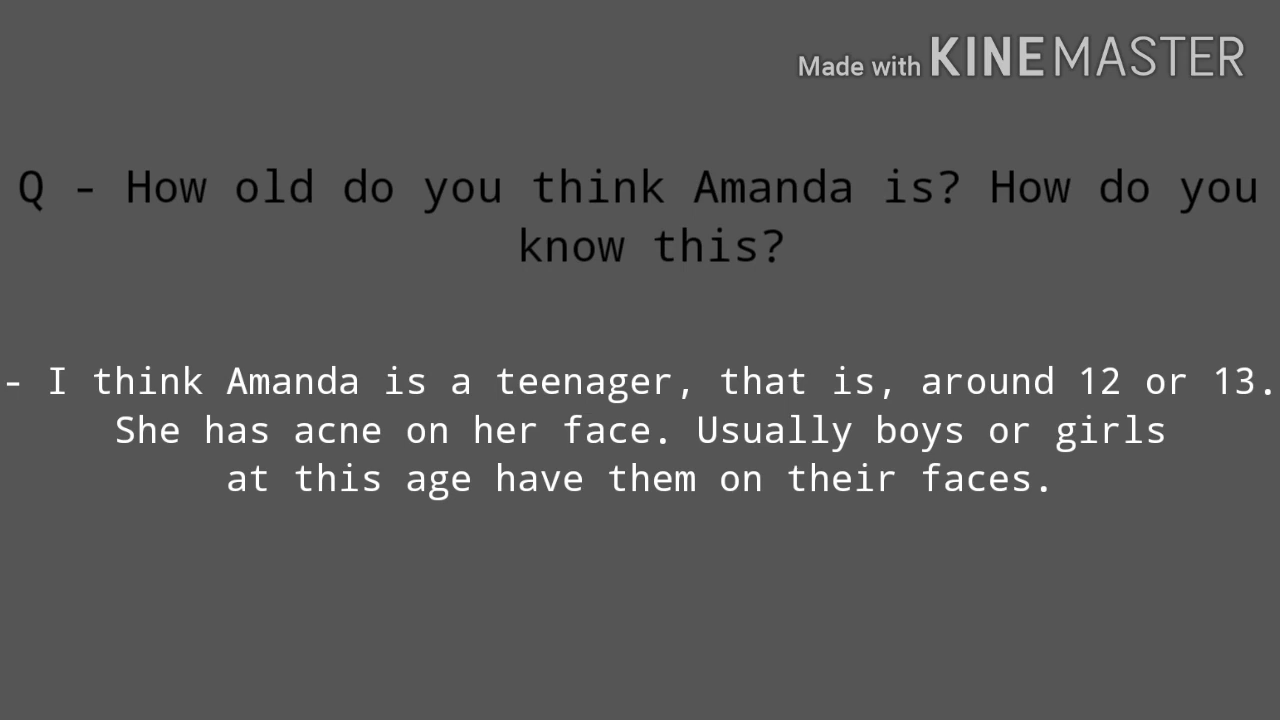 Made with KINEMASTER
Q - How old do you think Amanda is? How do you
know this?
- I think Amanda is a teenager, that is, around 12 or 13.
She has acne on her face. Usually boys or girls
at this age have them on their faces.